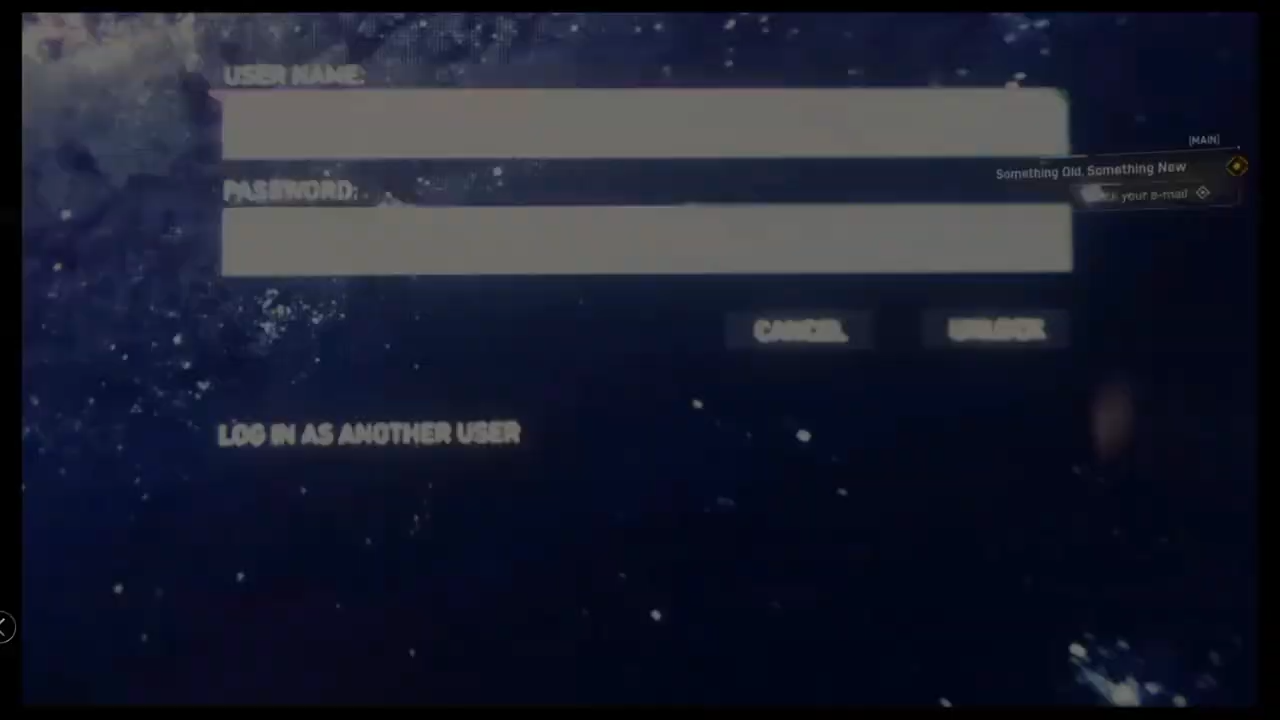 USER NAME:
[MAIN]
Something Old, Something New
PASSWORD:
your e-mail
CANCEL
UNLOCK
LOG IN AS ANOTHER USER